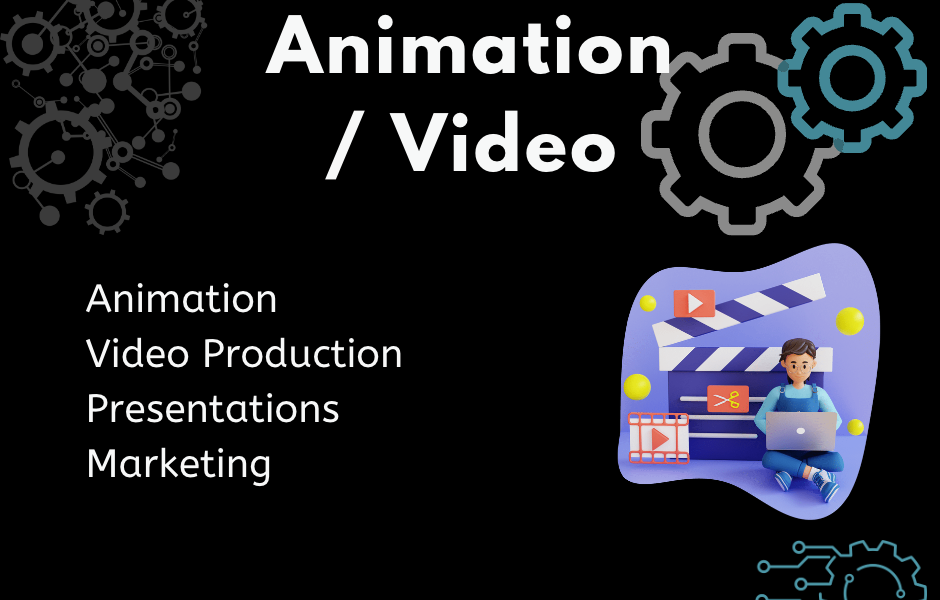 Animation
/ Video
Animation
Video Production
Presentations
Marketing